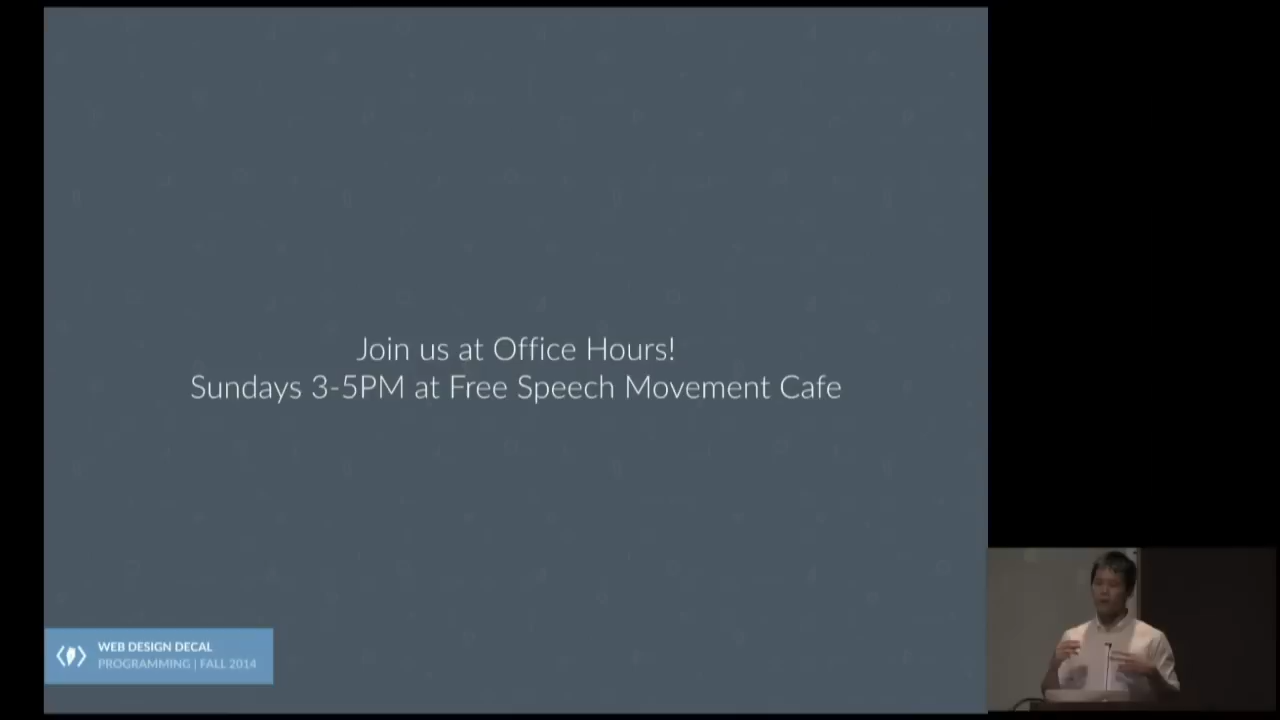 Join us at Office Hours!
Sundays 3-5PM at Free Speech Movement Cafe
WEB DESIGN DECAL
PROGRAMMING | FALL 2014